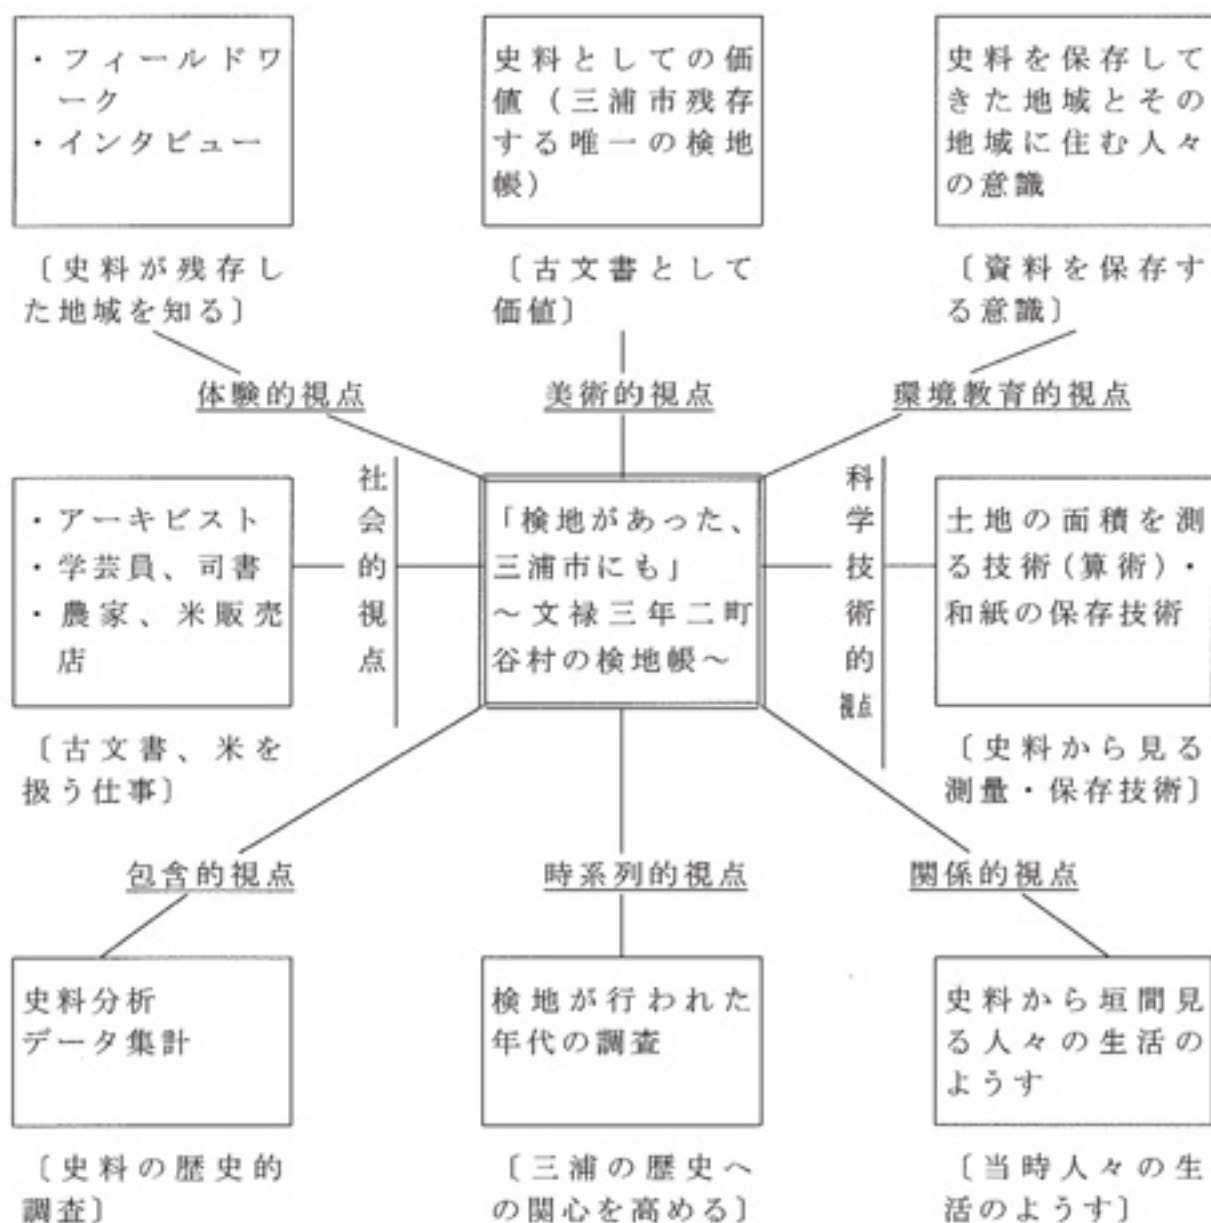 ・フィールドワ
ーク
・インタビュー
〔史料が残存し
た地域を知る〕
体験的視点
史料としての価
値（三浦市残存
する唯一の検地
帳）
〔古文書として
価値〕
美術的視点
史料を保存して
きた地域とその
地域に住む人々
の意識
〔資料を保存す
る意識〕
環境教育的視点
・アーキビスト
・学芸員、司書
・農家、米販売
店
〔古文書、米を
扱う仕事〕
社会的視点
「検地があった、
三浦市にも」
～文禄三年二町
谷村の検地帳～
科学技術的視点
土地の面積を測
る技術(算術)・
和紙の保存技術
〔史料から見る
測量・保存技術〕
包含的視点
史料分析
データ集計
〔史料の歴史的
調査〕
時系列的視点
検地が行われた
年代の調査
〔三浦の歴史へ
の関心を高める〕
関係的視点
史料から垣間見
る人々の生活の
ようす
〔当時人々の生
活のようす〕